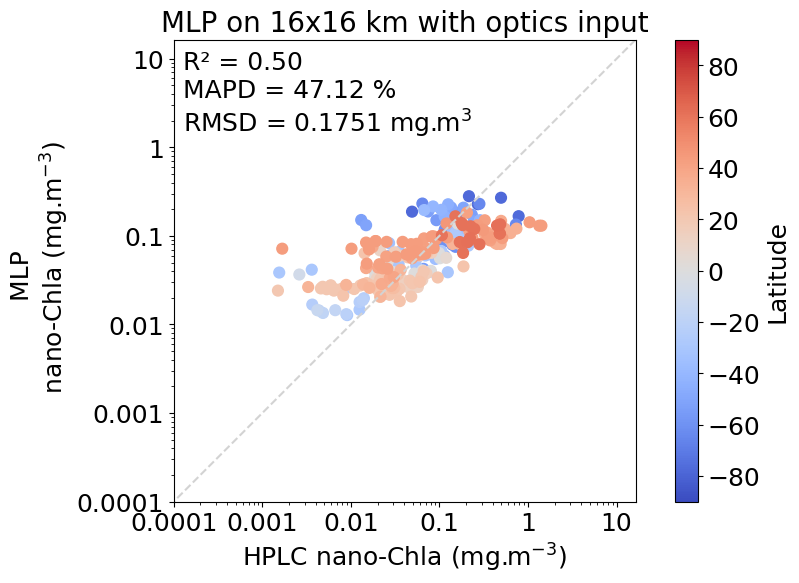 MLP on 16x16 km with optics input
R² = 0.50
MAPD = 47.12 %
RMSD = 0.1751 mg.m³
MLP
nano-Chla (mg.m⁻³)
10
1
0.1
0.01
0.001
0.0001
0.0001 0.001 0.01 0.1 1 10
HPLC nano-Chla (mg.m⁻³)
80
60
40
20
0
−20
−40
−60
−80
Latitude